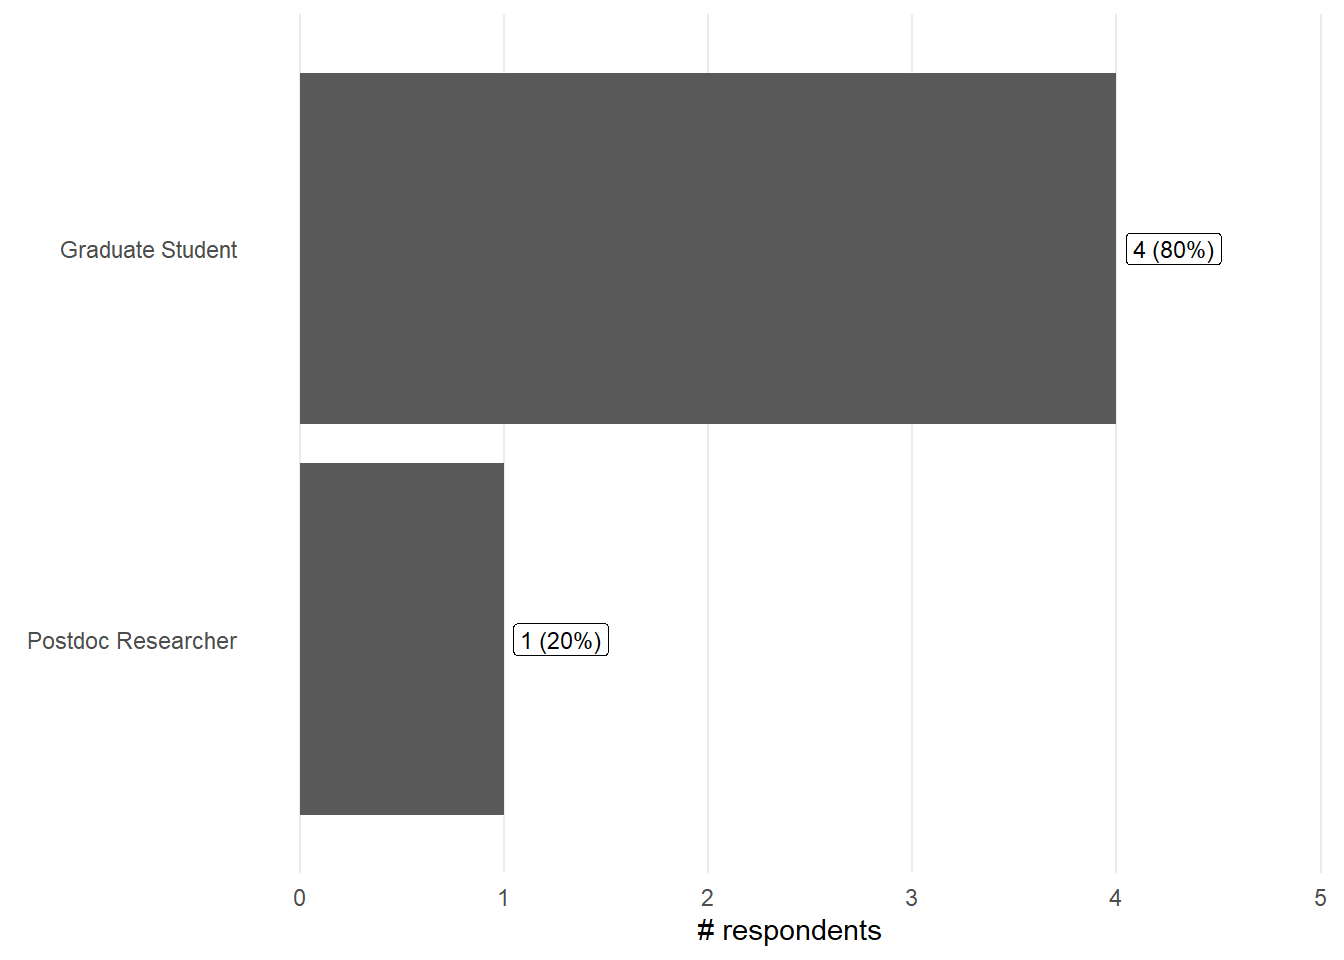 Graduate Student
4 (80%)
Postdoc Researcher
1 (20%)
0 1 2 3 4 5
# respondents